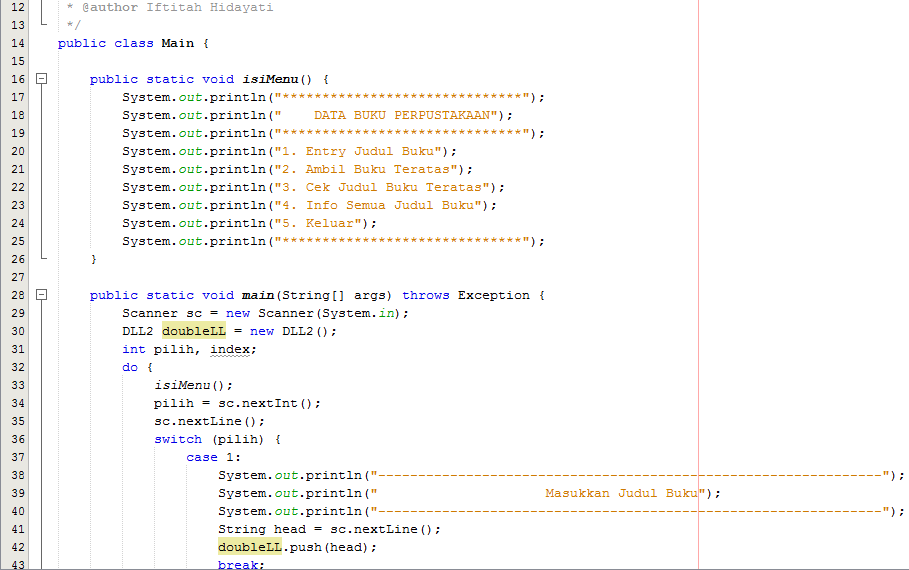 12 * @author Iftitah Hidayati
13 */
14 public class Main {
15
16 public static void isiMenu() {
17 System.out.println("******************************");
18 System.out.println("    DATA BUKU PERPUSTAKAAN");
19 System.out.println("******************************");
20 System.out.println("1. Entry Judul Buku");
21 System.out.println("2. Ambil Buku Teratas");
22 System.out.println("3. Cek Judul Buku Teratas");
23 System.out.println("4. Info Semua Judul Buku");
24 System.out.println("5. Keluar");
25 System.out.println("******************************");
26 }
27
28 public static void main(String[] args) throws Exception {
29 Scanner sc = new Scanner(System.in);
30 DLL2 doubleLL = new DLL2();
31 int pilih, index;
32 do {
33 isiMenu();
34 pilih = sc.nextInt();
35 sc.nextLine();
36 switch (pilih) {
37 case 1:
38 System.out.println("---------------------------------------------------------------");
39 System.out.println("                     Masukkan Judul Buku");
40 System.out.println("---------------------------------------------------------------");
41 String head = sc.nextLine();
42 doubleLL.push(head);
43 break;